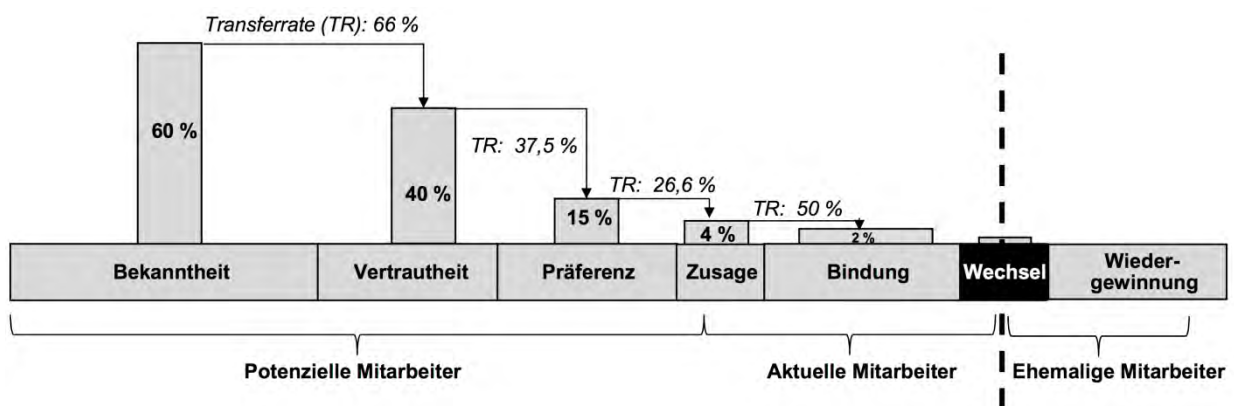 Transferrate (TR): 66 %
60 %
TR: 37,5 %
40 %
TR: 26,6 %
15 %
TR: 50 %
4 %
2 %
Bekanntheit
Vertrautheit
Präferenz
Zusage
Bindung
Wechsel
Wieder-
gewinnung
Potenzielle Mitarbeiter
Aktuelle Mitarbeiter
Ehemalige Mitarbeiter